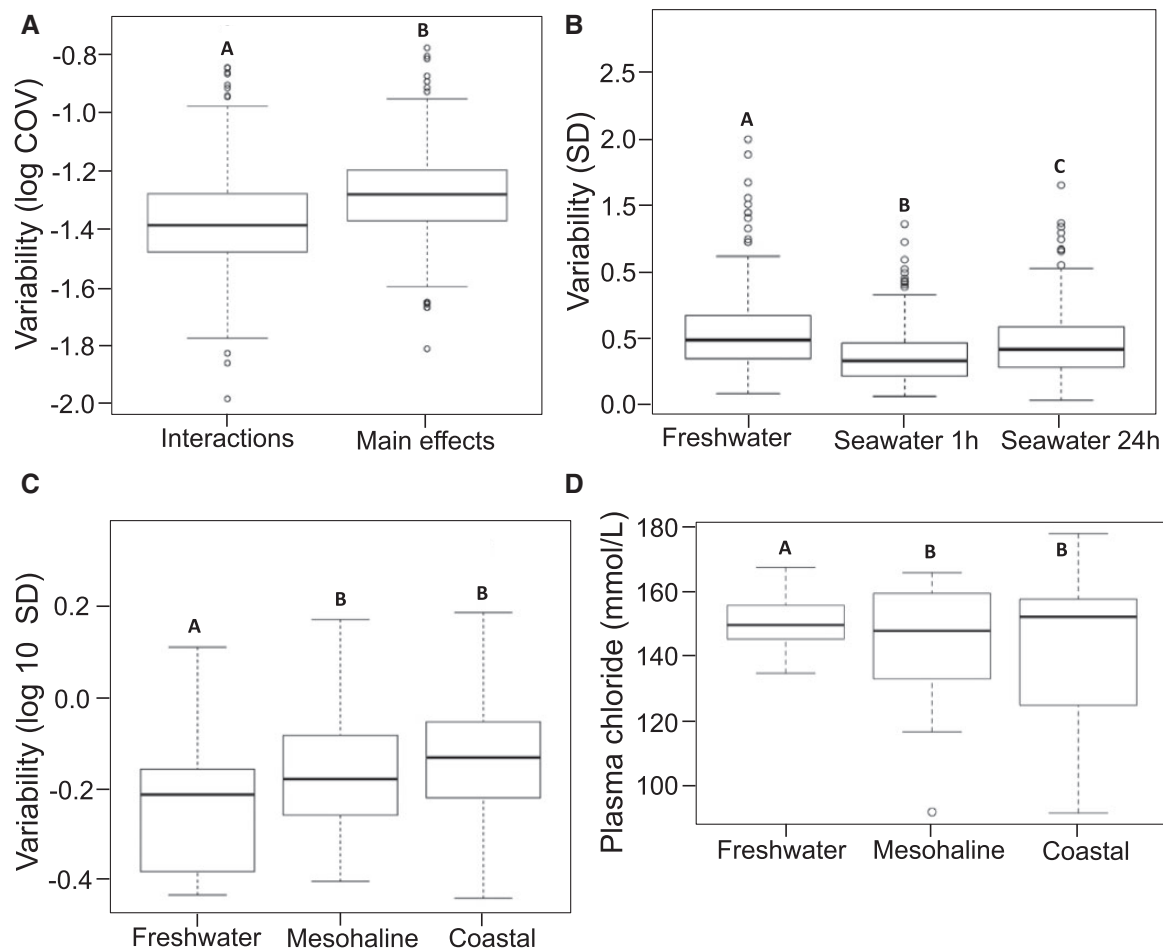 A
Variability (log COV)
-0.8
-1.0
-1.2
-1.4
-1.6
-1.8
-2.0
A
B
Interactions
Main effects
B
Variability (SD)
2.5
2.0
1.5
0.5
0.5
0.0
A
B
C
Freshwater
Seawater 1h
Seawater 24h
C
Variability (log 10 SD)
0.2
0.0
-0.2
-0.4
A
B
B
Freshwater
Mesohaline
Coastal
D
Plasma chloride (mmol/L)
180
160
140
120
100
A
B
B
Freshwater
Mesohaline
Coastal